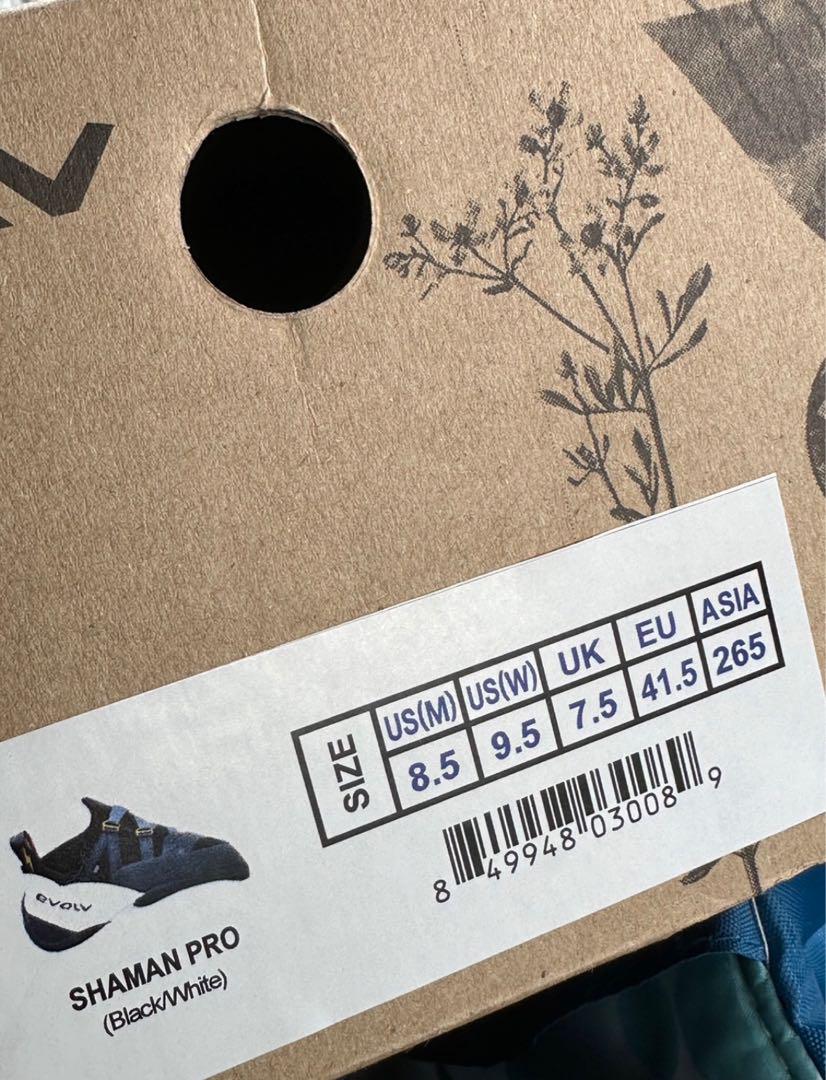 SIZE US(M) US(W) UK EU ASIA
8.5 9.5 7.5 41.5 265
8 49948 03008 9
evolv
SHAMAN PRO
(Black/White)